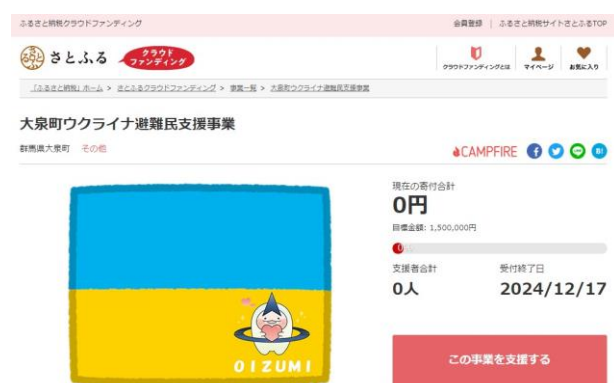 ふるさと納税クラウドファンディング
会員登録 | ふるさと納税サイトさとふるTOP
さとふる クラウドファンディング
クラウドファンディングとは マイページ お気に入り
「ふるさと納税」ホーム > さとふるクラウドファンディング > 事業一覧 > 大泉町ウクライナ避難民支援事業
大泉町ウクライナ避難民支援事業
群馬県大泉町 その他
CAMPFIRE
現在の寄付合計
0円
目標金額: 1,500,000円
支援者合計 受付終了日
0人 2024/12/17
OIZUMI
この事業を支援する